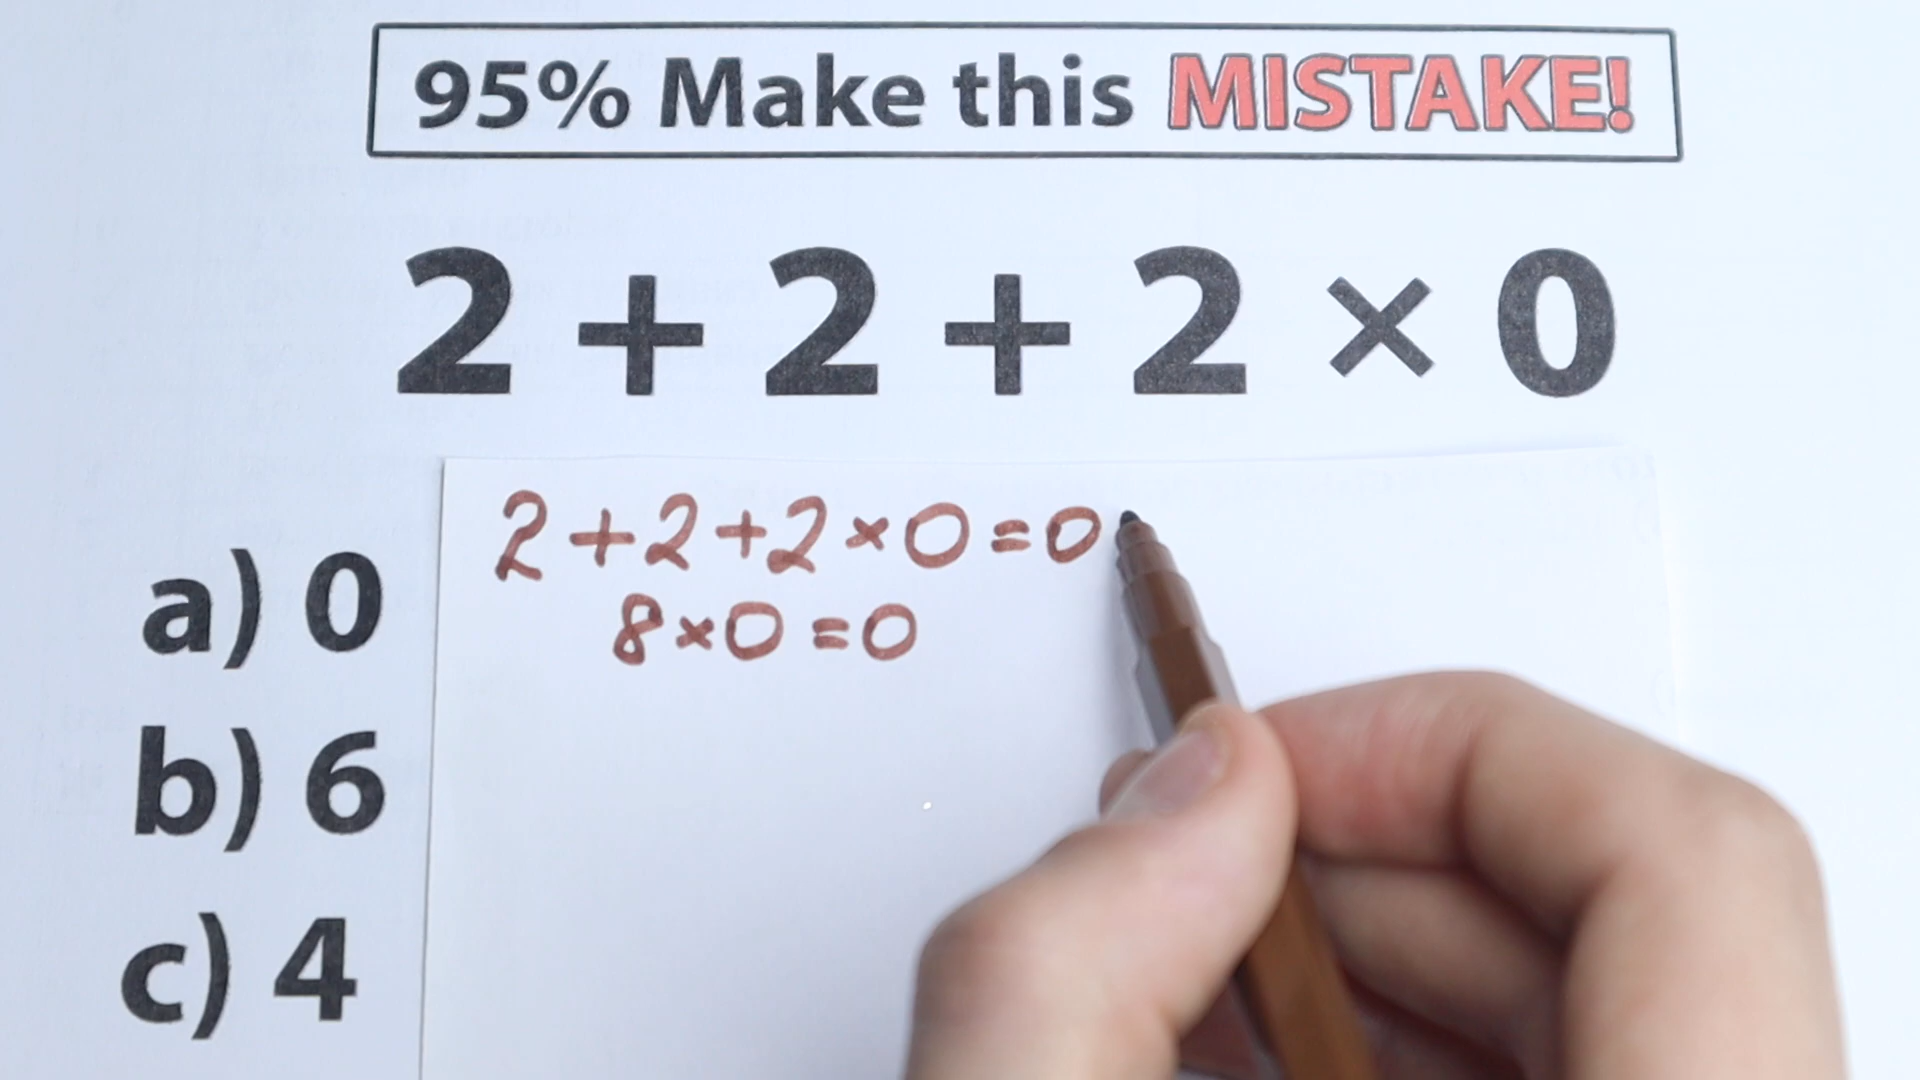 95% Make this MISTAKE!
2 + 2 + 2 × 0
2 + 2 + 2 × 0 = 0
8 × 0 = 0
a) 0
b) 6
c) 4